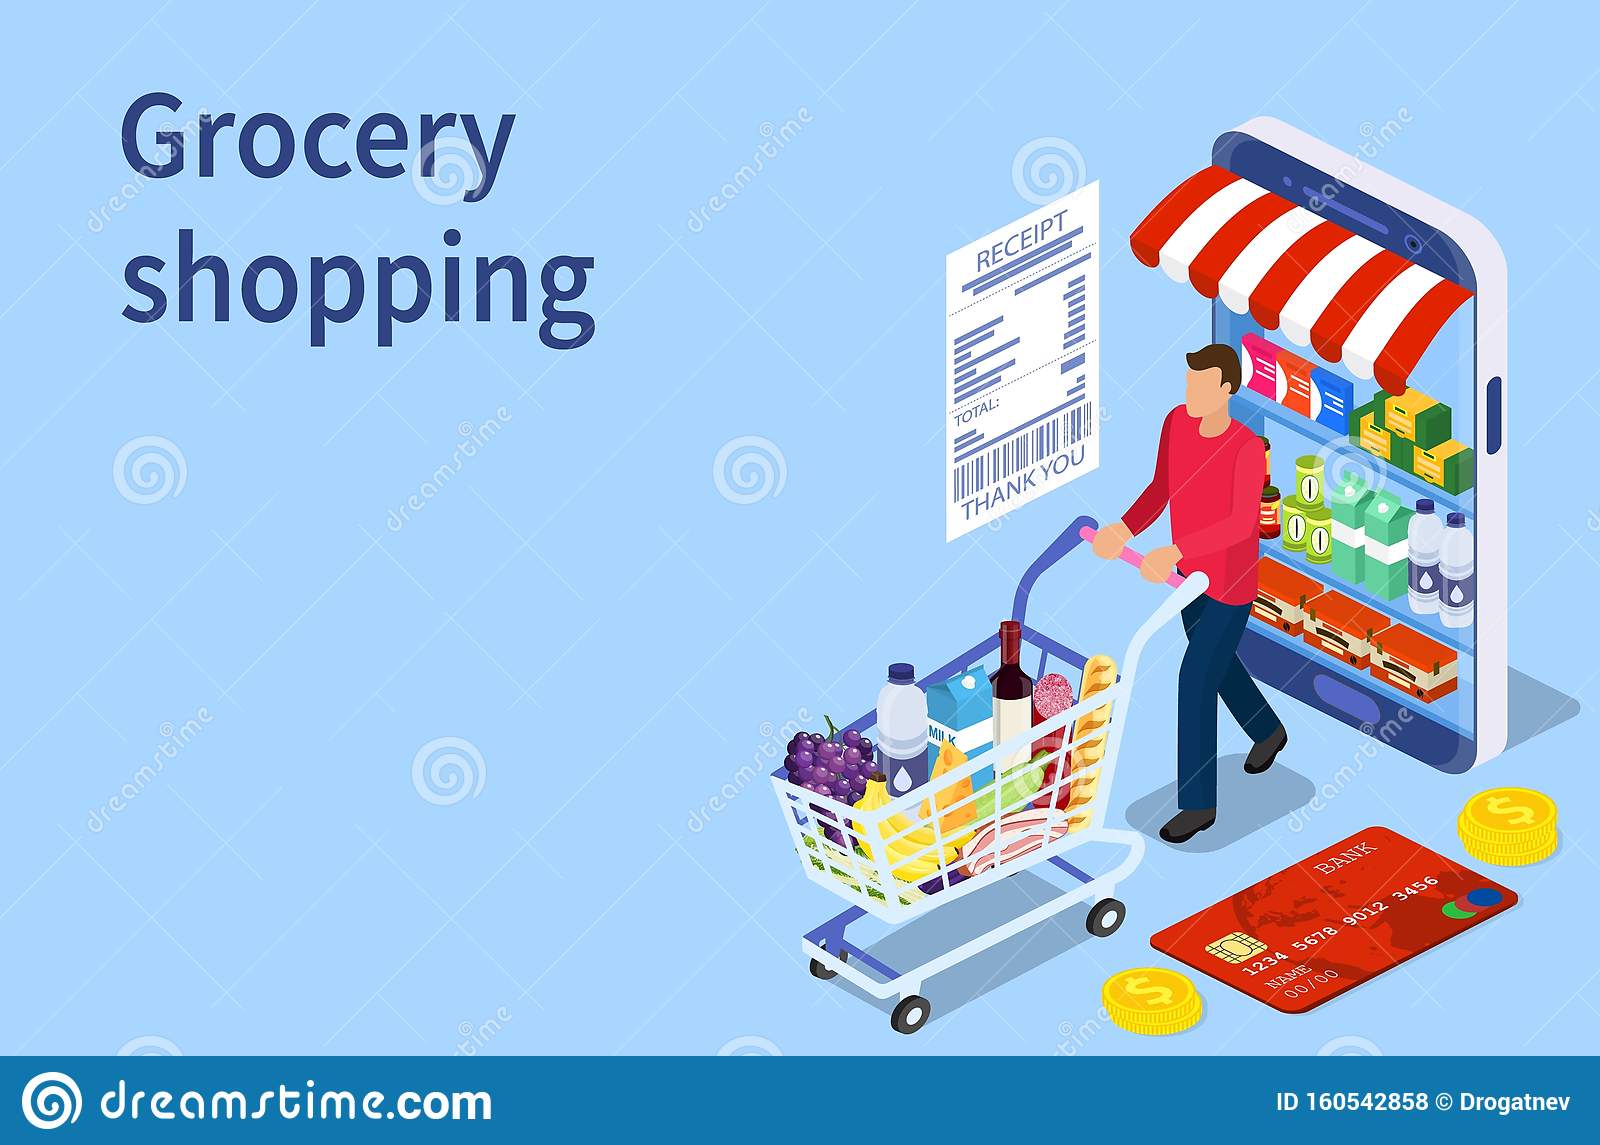 Grocery
shopping
RECEIPT
TOTAL:
THANK YOU
MILK
BANK
1234 5678 9012 3456
NAME
00/00
dreamstime.com
ID 160542858 © Drogatnev